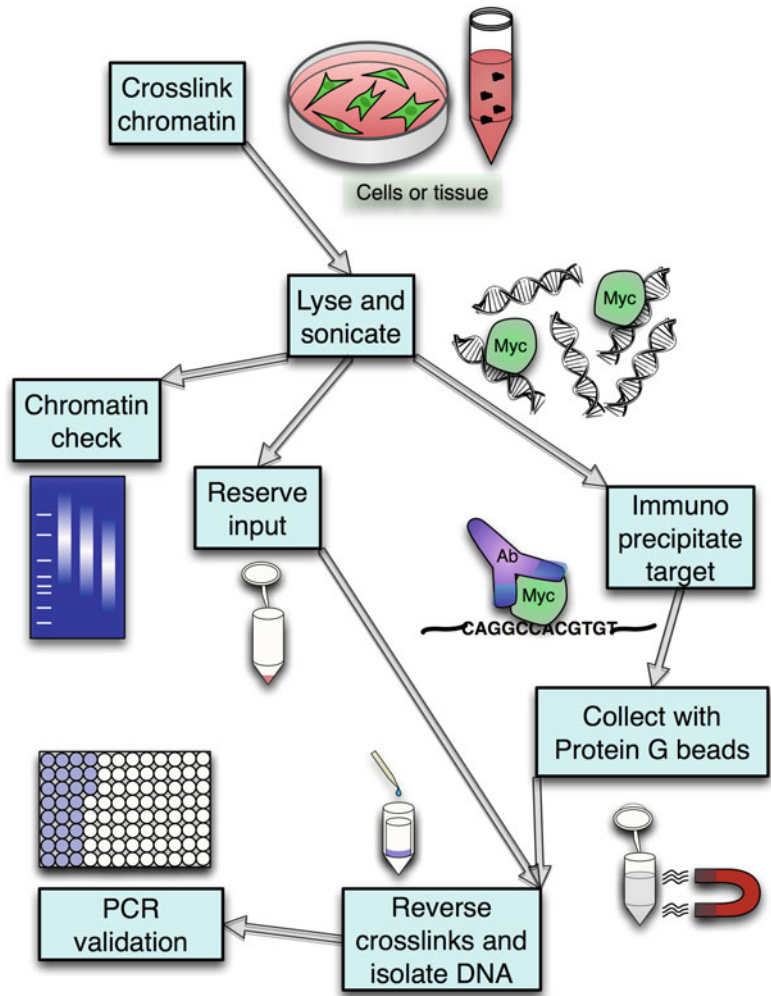 Crosslink
chromatin
Cells or tissue
Lyse and
sonicate
Myc
Myc
Chromatin
check
Reserve
input
Immuno
precipitate
target
Ab
Myc
CAGGCCACGTGT
Collect with
Protein G beads
Reverse
crosslinks and
isolate DNA
PCR
validation